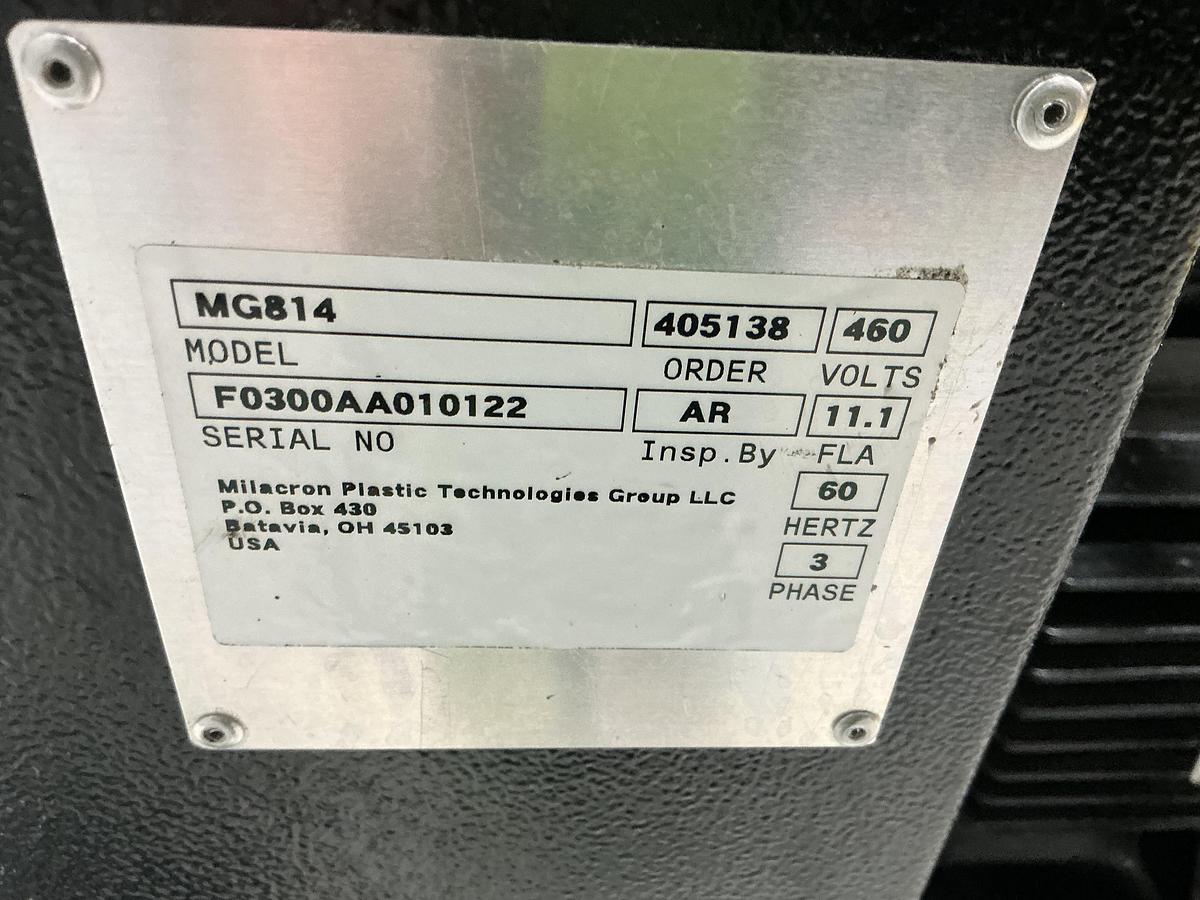 MG814 405138 460
MODEL ORDER VOLTS
F0300AA010122 AR 11.1
SERIAL NO Insp.By FLA
Milacron Plastic Technologies Group LLC
P.O. Box 430
Batavia, OH 45103
USA
60
HERTZ
3
PHASE